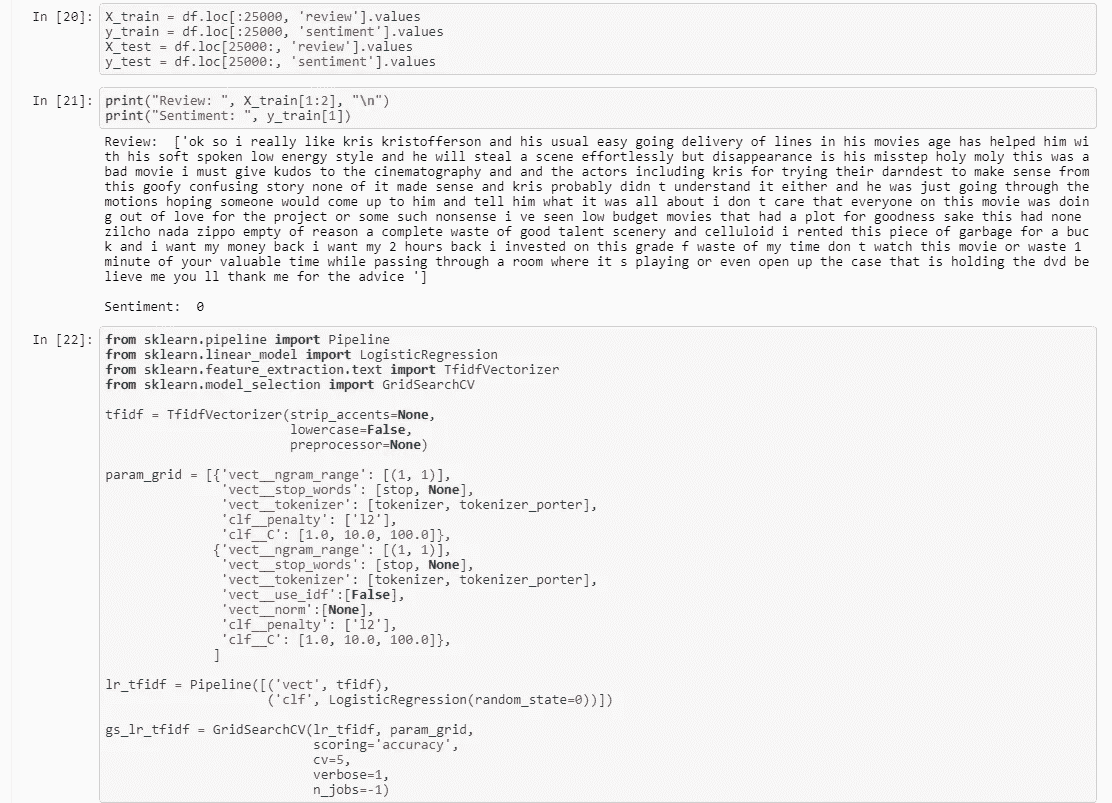 In [20]: X_train = df.loc[:25000, 'review'].values
y_train = df.loc[:25000, 'sentiment'].values
X_test = df.loc[25000:, 'review'].values
y_test = df.loc[25000:, 'sentiment'].values
In [21]: print("Review: ", X_train[1:2], "\n")
print("Sentiment: ", y_train[1])
Review:  ['ok so i really like kris kristofferson and his usual easy going delivery of lines in his movies age has helped him wi
th his soft spoken low energy style and he will steal a scene effortlessly but disappearance is his misstep holy moly this was a
bad movie i must give kudos to the cinematography and and the actors including kris for trying their darndest to make sense from
this goofy confusing story none of it made sense and kris probably didn t understand it either and he was just going through the
motions hoping someone would come up to him and tell him what it was all about i don t care that everyone on this movie was doin
g out of love for the project or some such nonsense i ve seen low budget movies that had a plot for goodness sake this had none
zilcho nada zippo empty of reason a complete waste of good talent scenery and celluloid i rented this piece of garbage for a buc
k and i want my money back i want my 2 hours back i invested on this grade f waste of my time don t watch this movie or waste 1
minute of your valuable time while passing through a room where it s playing or even open up the case that is holding the dvd be
lieve me you ll thank me for the advice ']
Sentiment:  0
In [22]: from sklearn.pipeline import Pipeline
from sklearn.linear_model import LogisticRegression
from sklearn.feature_extraction.text import TfidfVectorizer
from sklearn.model_selection import GridSearchCV
tfidf = TfidfVectorizer(strip_accents=None,
                        lowercase=False,
                        preprocessor=None)
param_grid = [{'vect__ngram_range': [(1, 1)],
               'vect__stop_words': [stop, None],
               'vect__tokenizer': [tokenizer, tokenizer_porter],
               'clf__penalty': ['l2'],
               'clf__C': [1.0, 10.0, 100.0]},
              {'vect__ngram_range': [(1, 1)],
               'vect__stop_words': [stop, None],
               'vect__tokenizer': [tokenizer, tokenizer_porter],
               'vect__use_idf':[False],
               'vect__norm':[None],
               'clf__penalty': ['l2'],
               'clf__C': [1.0, 10.0, 100.0]},
              ]
lr_tfidf = Pipeline([('vect', tfidf),
                     ('clf', LogisticRegression(random_state=0))])
gs_lr_tfidf = GridSearchCV(lr_tfidf, param_grid,
                           scoring='accuracy',
                           cv=5,
                           verbose=1,
                           n_jobs=-1)